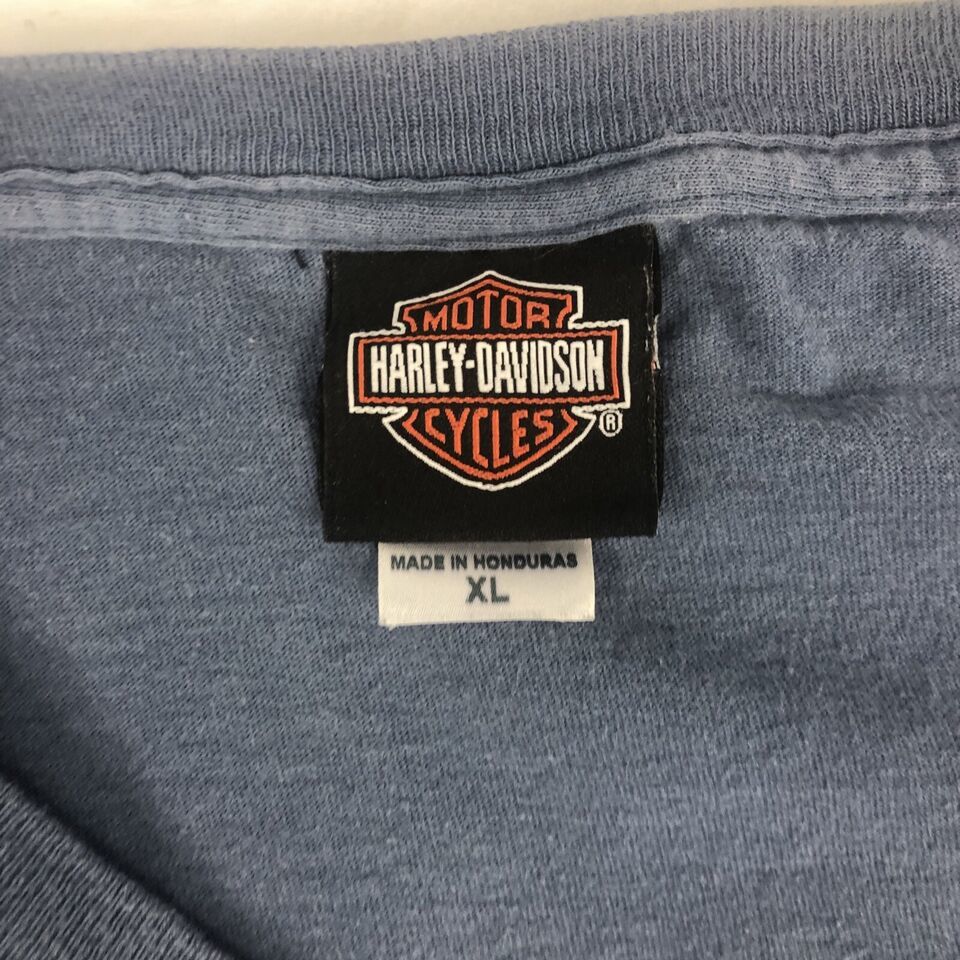 MOTOR
HARLEY-DAVIDSON
CYCLES
®
MADE IN HONDURAS
XL